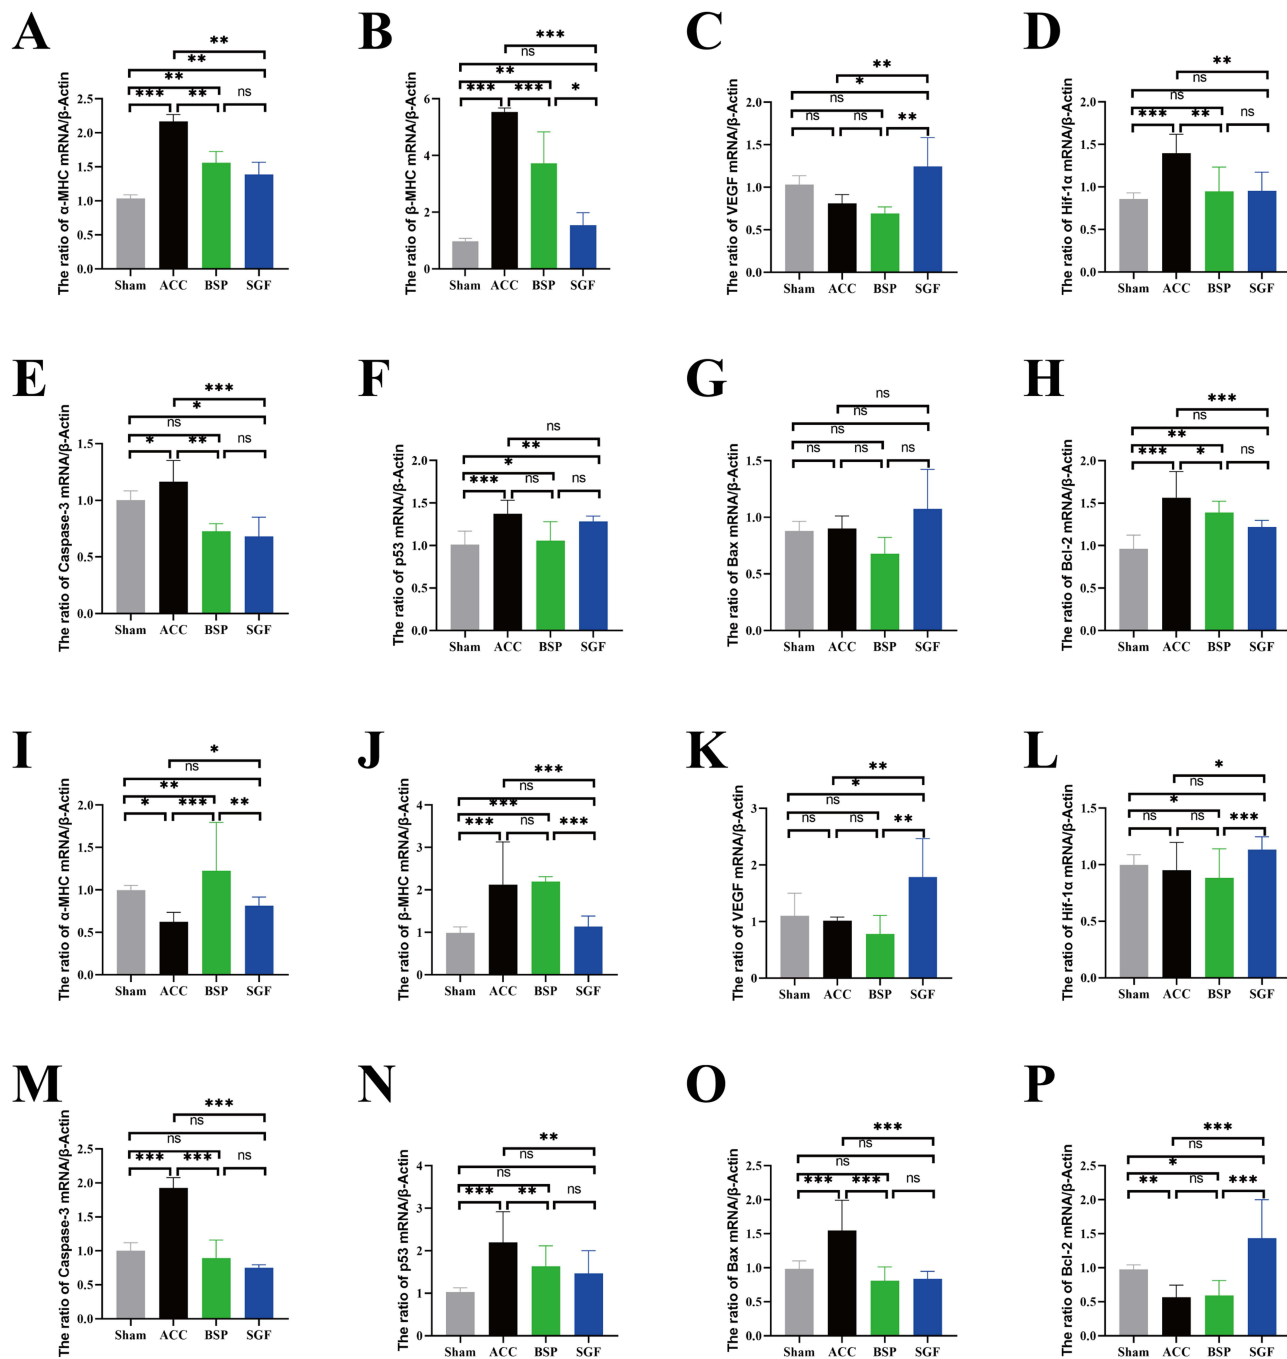 A
B
C
D
**
**
**
*** ** ns
The ratio of α-MHC mRNA/β-Actin
2.5
2.0
1.5
1.0
0.5
0.0
Sham ACC BSP SGF
***
ns
**
*** *** *
The ratio of β-MHC mRNA/β-Actin
6
4
2
0
Sham ACC BSP SGF
**
*
ns
ns ns **
The ratio of VEGF mRNA/β-Actin
2.0
1.5
1.0
0.5
0.0
Sham ACC BSP SGF
**
ns
ns
*** ** ns
The ratio of Hif-1α mRNA/β-Actin
2.0
1.5
1.0
0.5
0.0
Sham ACC BSP SGF
E
F
G
H
***
*
ns
* ** ns
The ratio of Caspase-3 mRNA/β-Actin
1.5
1.0
0.5
0.0
Sham ACC BSP SGF
ns
**
*
*** ns ns
The ratio of p53 mRNA/β-Actin
2.0
1.5
1.0
0.5
0.0
Sham ACC BSP SGF
ns
ns
ns
ns ns ns
The ratio of Bax mRNA/β-Actin
1.5
1.0
0.5
0.0
Sham ACC BSP SGF
***
ns
**
*** * ns
The ratio of Bcl-2 mRNA/β-Actin
2.0
1.5
1.0
0.5
0.0
Sham ACC BSP SGF
I
J
K
L
*
ns
**
* *** **
The ratio of α-MHC mRNA/β-Actin
2.0
1.5
1.0
0.5
0.0
Sham ACC BSP SGF
***
ns
***
*** ns ***
The ratio of β-MHC mRNA/β-Actin
4
3
2
1
0
Sham ACC BSP SGF
**
*
ns
ns ns **
The ratio of VEGF mRNA/β-Actin
3
2
1
0
Sham ACC BSP SGF
*
ns
*
ns ns ***
The ratio of Hif-1α mRNA/β-Actin
1.5
1.0
0.5
0.0
Sham ACC BSP SGF
M
N
O
P
***
ns
ns
*** *** ns
The ratio of Caspase-3 mRNA/β-Actin
2.5
2.0
1.5
1.0
0.5
0.0
Sham ACC BSP SGF
**
ns
ns
*** ** ns
The ratio of p53 mRNA/β-Actin
4
3
2
1
0
Sham ACC BSP SGF
***
ns
ns
*** *** ns
The ratio of Bax mRNA/β-Actin
2.5
2.0
1.5
1.0
0.5
0.0
Sham ACC BSP SGF
***
ns
*
** ns ***
The ratio of Bcl-2 mRNA/β-Actin
2.5
2.0
1.5
1.0
0.5
0.0
Sham ACC BSP SGF